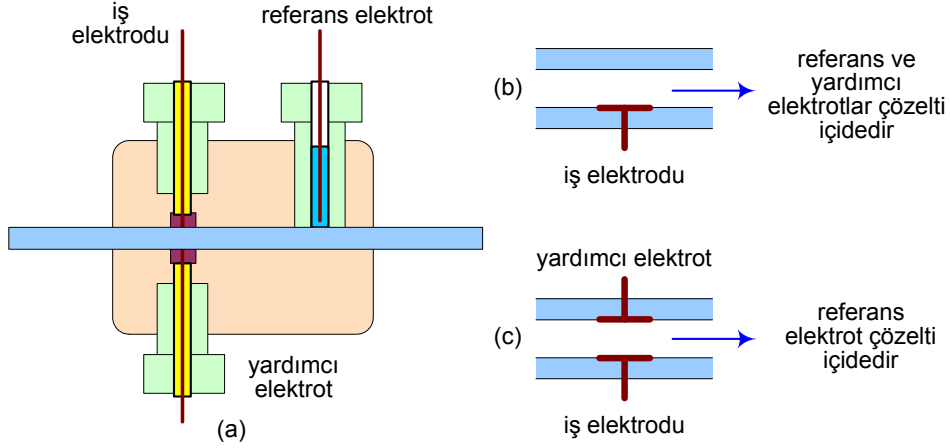 iş
elektrodu
referans elektrot
yardımcı
elektrot
(a)
(b)
referans ve
yardımcı
elektrotlar çözelti
içidedir
iş elektrodu
yardımcı elektrot
(c)
referans
elektrot çözelti
içidedir
iş elektrodu